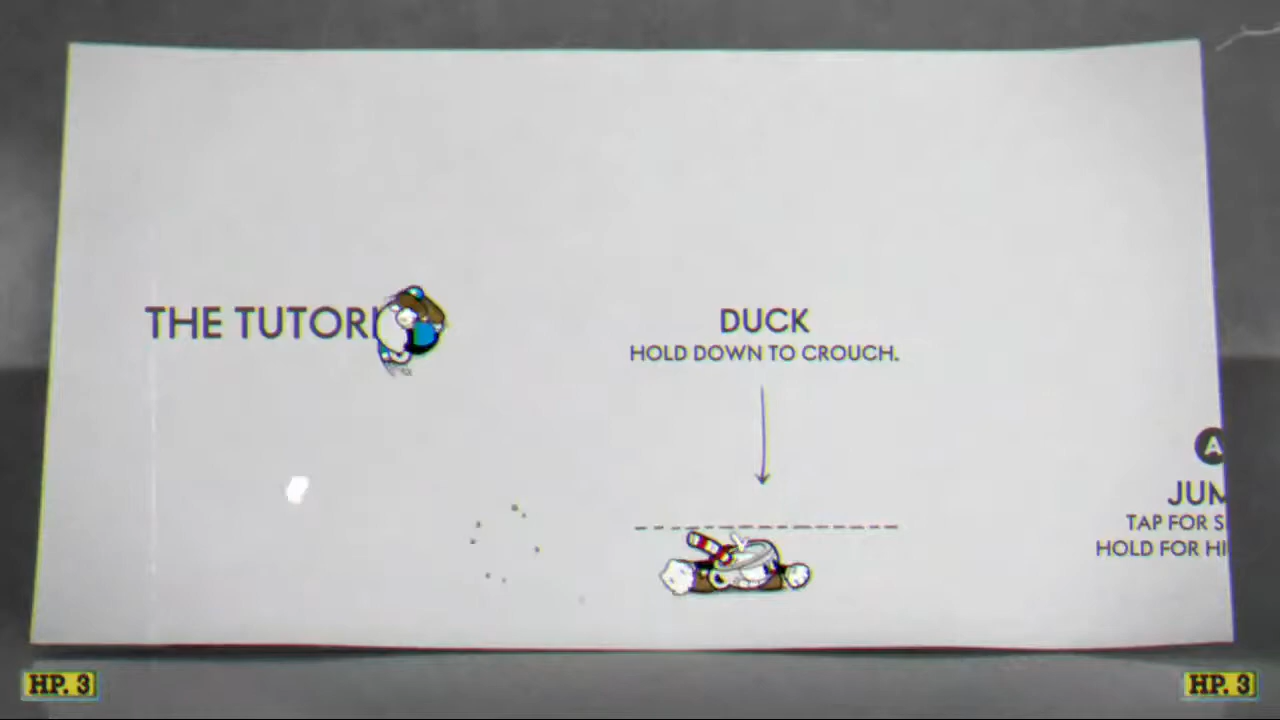 THE TUTORI
DUCK
HOLD DOWN TO CROUCH.
A
JUM
TAP FOR S
HOLD FOR HI
HP. 3
HP. 3